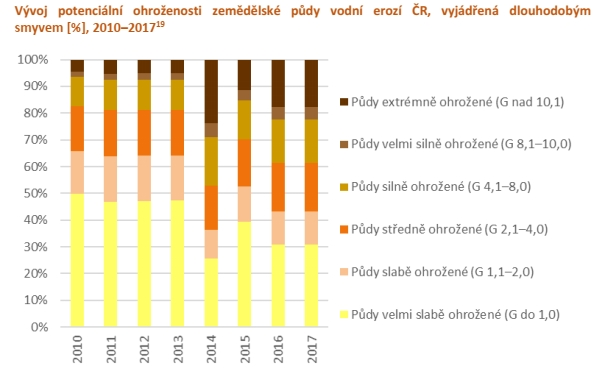 Vývoj potenciální ohroženosti zemědělské půdy vodní erozí ČR, vyjádřená dlouhodobým
smyvem [%], 2010–2017¹⁹
100%
90%
80%
70%
60%
50%
40%
30%
20%
10%
0%
2010
2011
2012
2013
2014
2015
2016
2017
Půdy extrémně ohrožené (G nad 10,1)
Půdy velmi silně ohrožené (G 8,1–10,0)
Půdy silně ohrožené (G 4,1–8,0)
Půdy středně ohrožené (G 2,1–4,0)
Půdy slabě ohrožené (G 1,1–2,0)
Půdy velmi slabě ohrožené (G do 1,0)